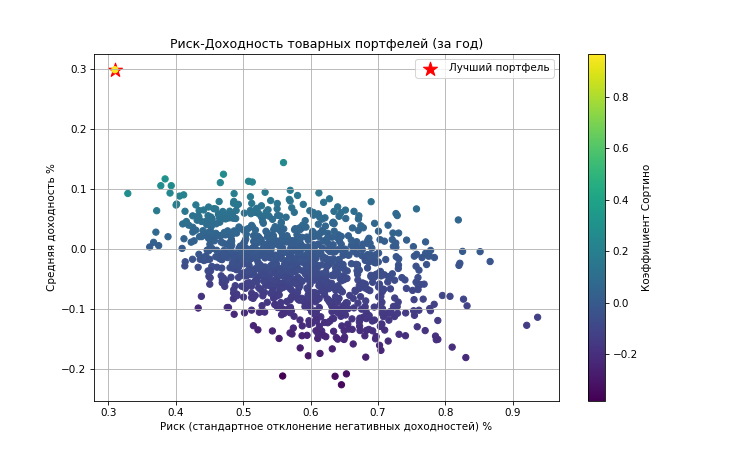 Риск-Доходность товарных портфелей (за год)
Лучший портфель
Средняя доходность %
0.3
0.2
0.1
0.0
−0.1
−0.2
0.3 0.4 0.5 0.6 0.7 0.8 0.9
Риск (стандартное отклонение негативных доходностей) %
0.8
0.6
0.4
0.2
0.0
−0.2
Коэффициент Сортино